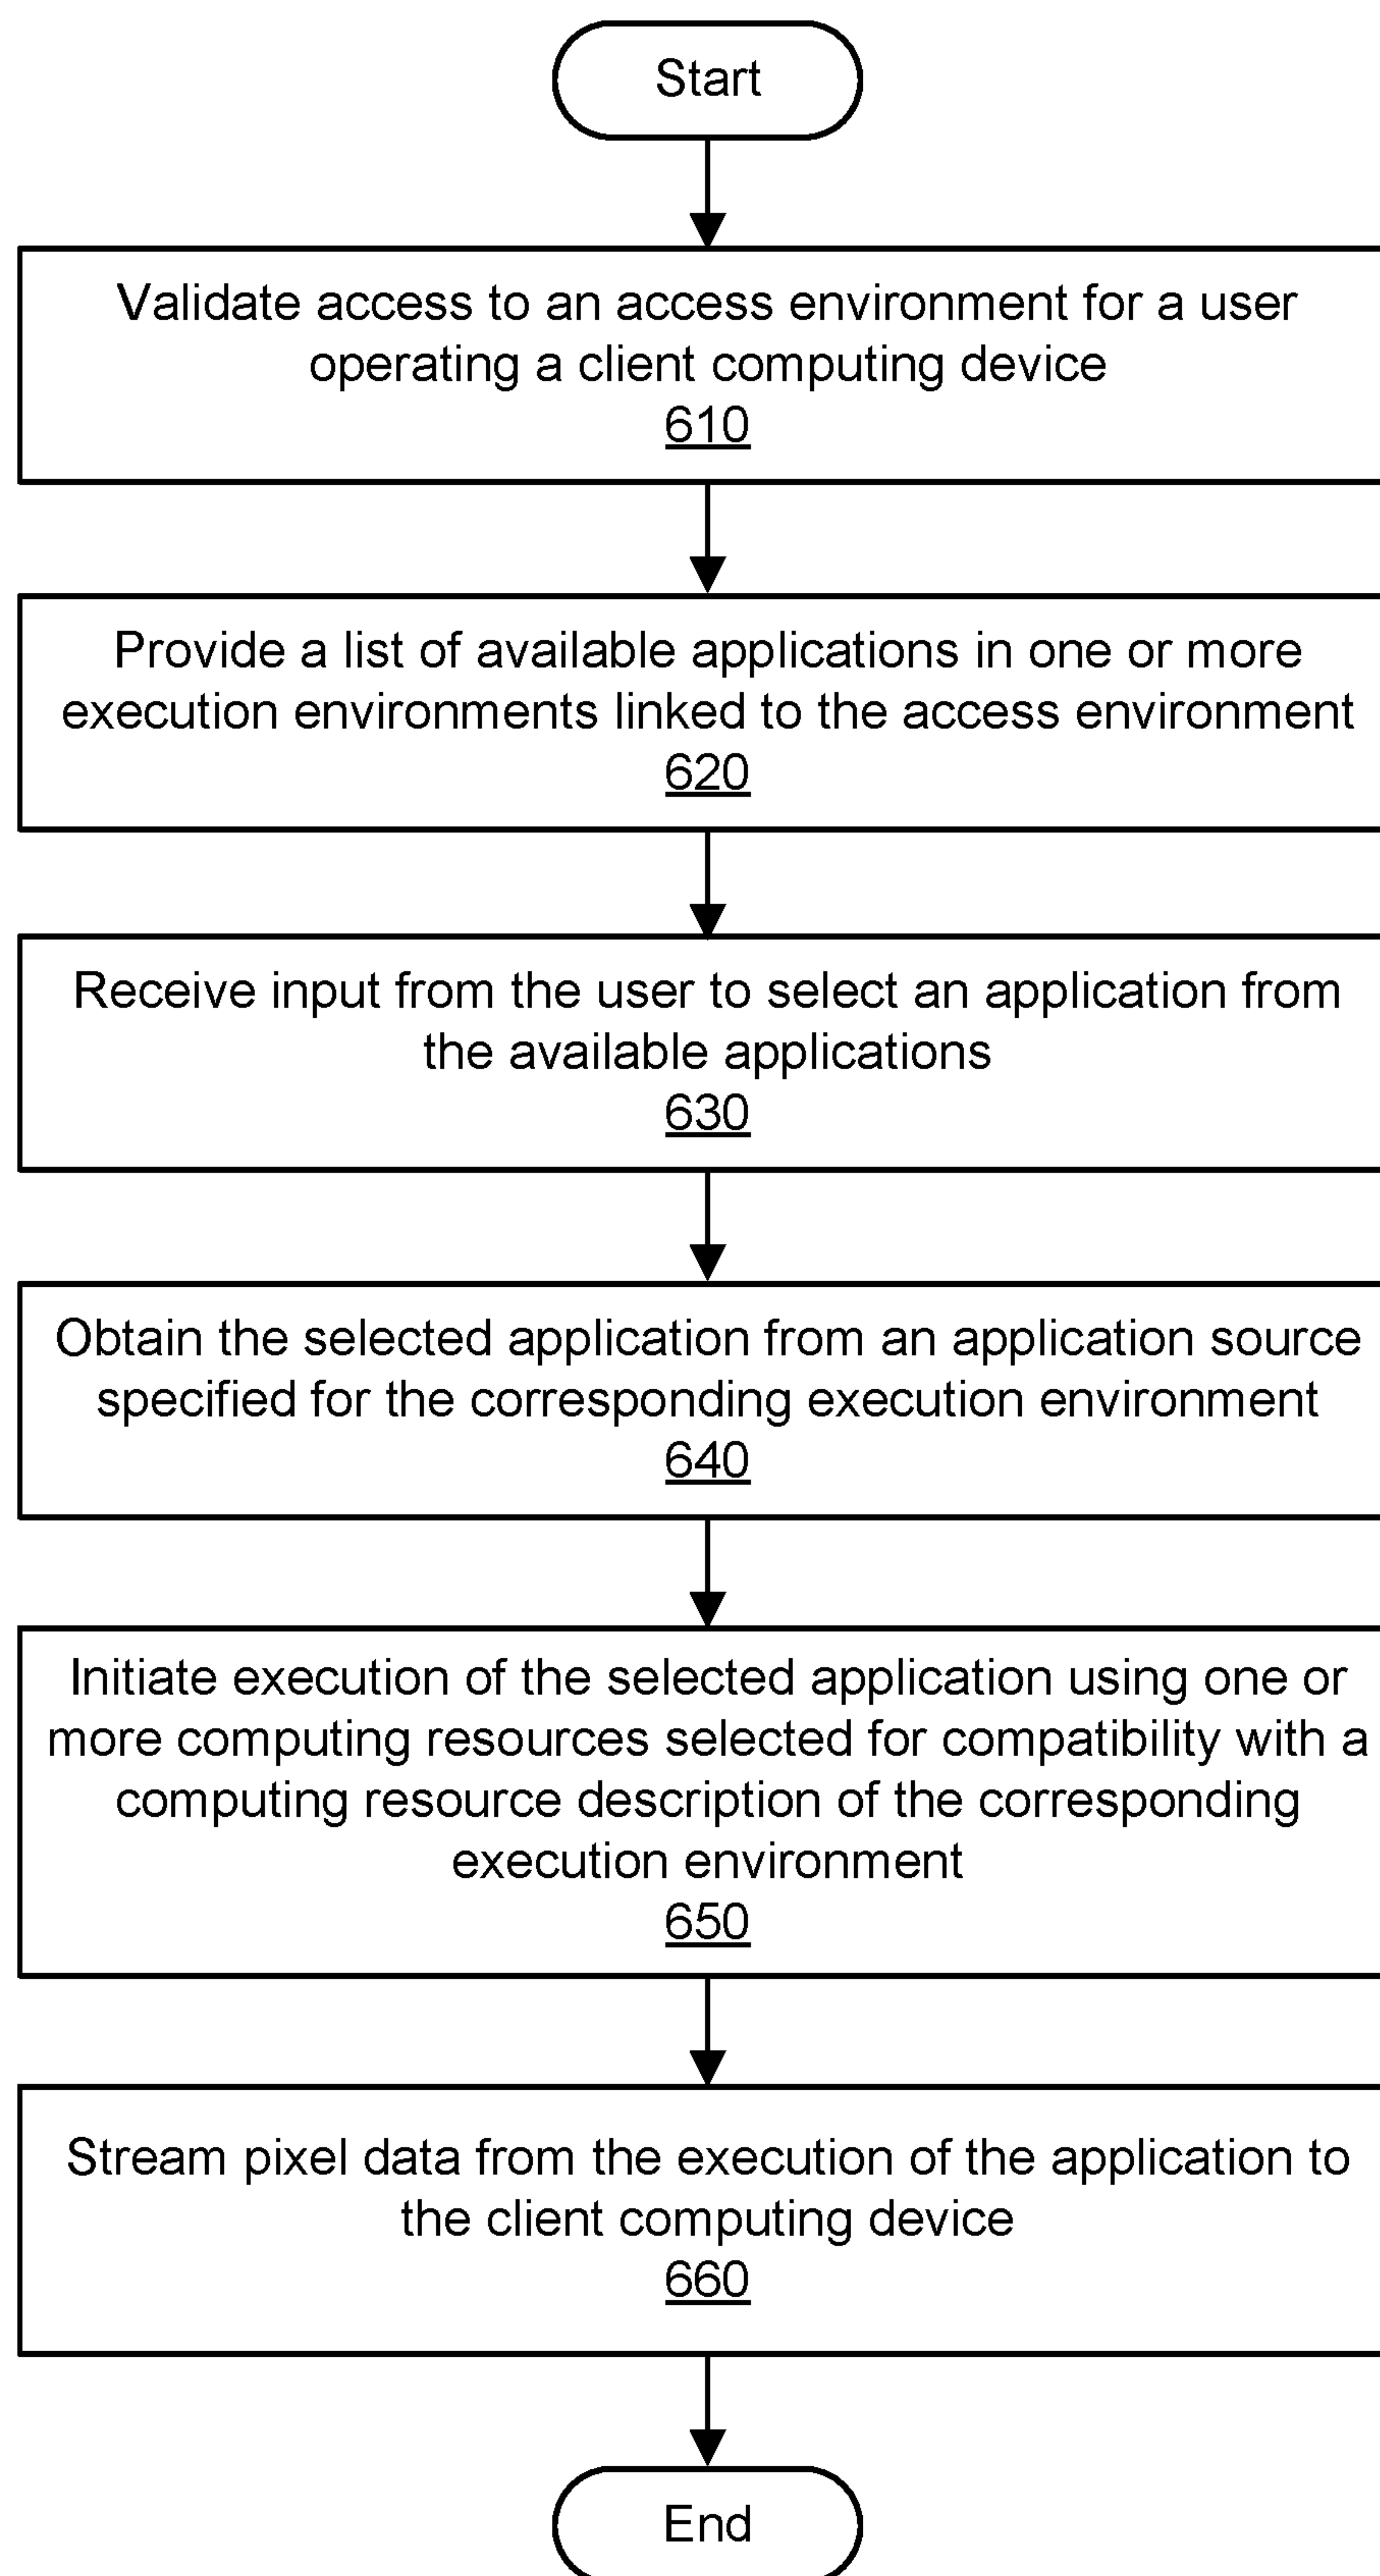 Start
Validate access to an access environment for a user
operating a client computing device
610
Provide a list of available applications in one or more
execution environments linked to the access environment
620
Receive input from the user to select an application from
the available applications
630
Obtain the selected application from an application source
specified for the corresponding execution environment
640
Initiate execution of the selected application using one or
more computing resources selected for compatibility with a
computing resource description of the corresponding
execution environment
650
Stream pixel data from the execution of the application to
the client computing device
660
End